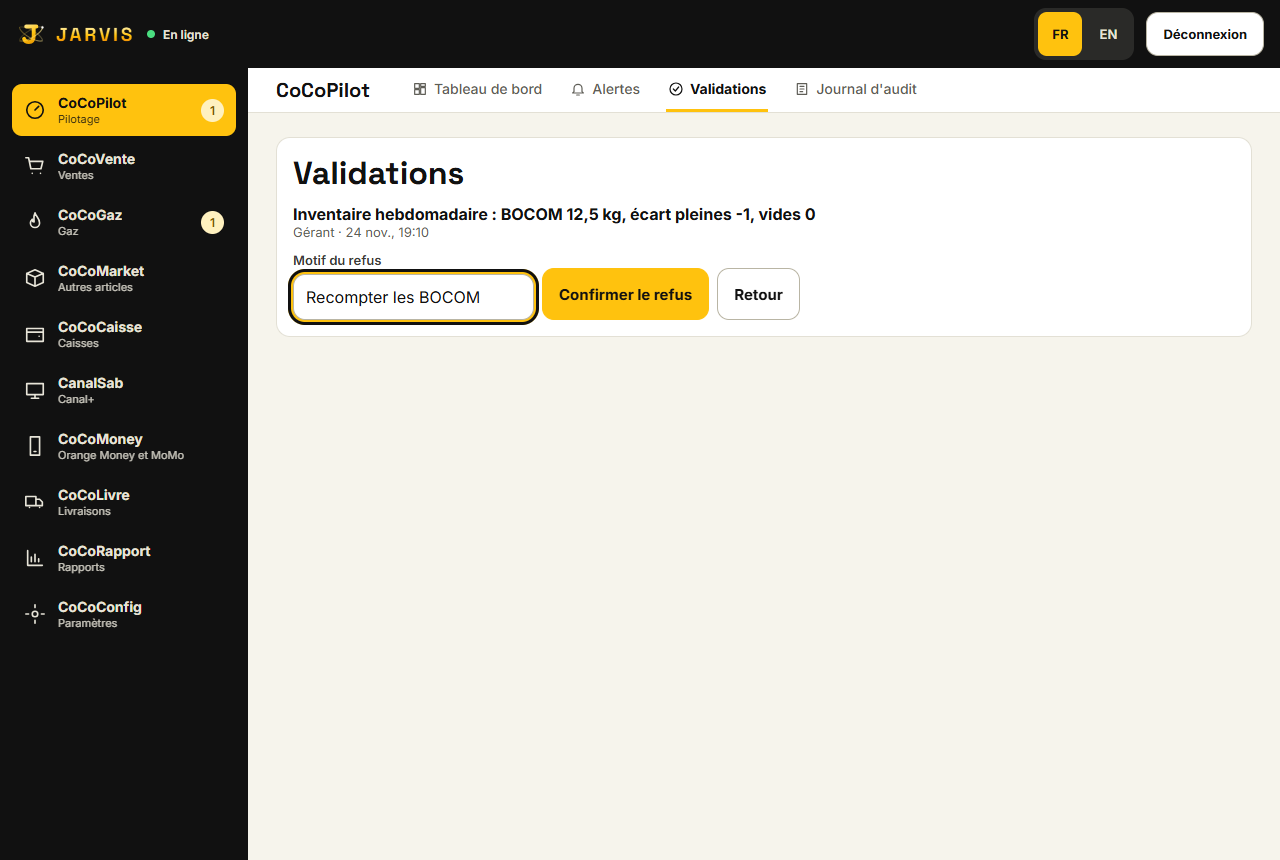 JARVIS
En ligne
FR
EN
Déconnexion
CoCoPilot
Pilotage
1
CoCoVente
Ventes
CoCoGaz
Gaz
1
CoCoMarket
Autres articles
CoCoCaisse
Caisses
CanalSab
Canal+
CoCoMoney
Orange Money et MoMo
CoCoLivre
Livraisons
CoCoRapport
Rapports
CoCoConfig
Paramètres
CoCoPilot
Tableau de bord
Alertes
Validations
Journal d'audit
Validations
Inventaire hebdomadaire : BOCOM 12,5 kg, écart pleines -1, vides 0
Gérant · 24 nov., 19:10
Motif du refus
Recompter les BOCOM
Confirmer le refus
Retour